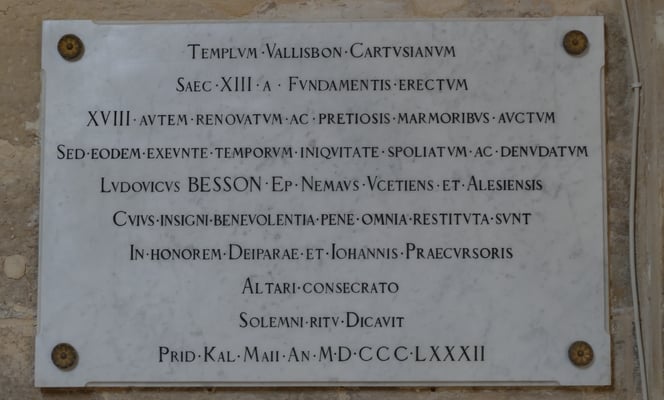 TEMPLVM·VALLISBON·CARTVSIANVM
SAEC·XIII·A·FVNDAMENTIS·ERECTVM
XVIII·AVTEM·RENOVATVM·AC·PRETIOSIS·MARMORIBVS·AVCTVM
SED·EODEM·EXEVNTE·TEMPORVM·INIQVITATE·SPOLIATVM·AC·DENVDATVM
LVDOVICVS BESSON·EP·NEMAVS·VCETIENS·ET·ALESIENSIS
CVIVS·INSIGNI·BENEVOLENTIA·PENE·OMNIA·RESTITVTA·SVNT
IN·HONOREM·DEIPARAE·ET·IOHANNIS·PRAECVRSORIS
ALTARI·CONSECRATO
SOLEMNI·RITV·DICAVIT
PRID·KAL·MAII·AN·M·D·CCC·LXXXII